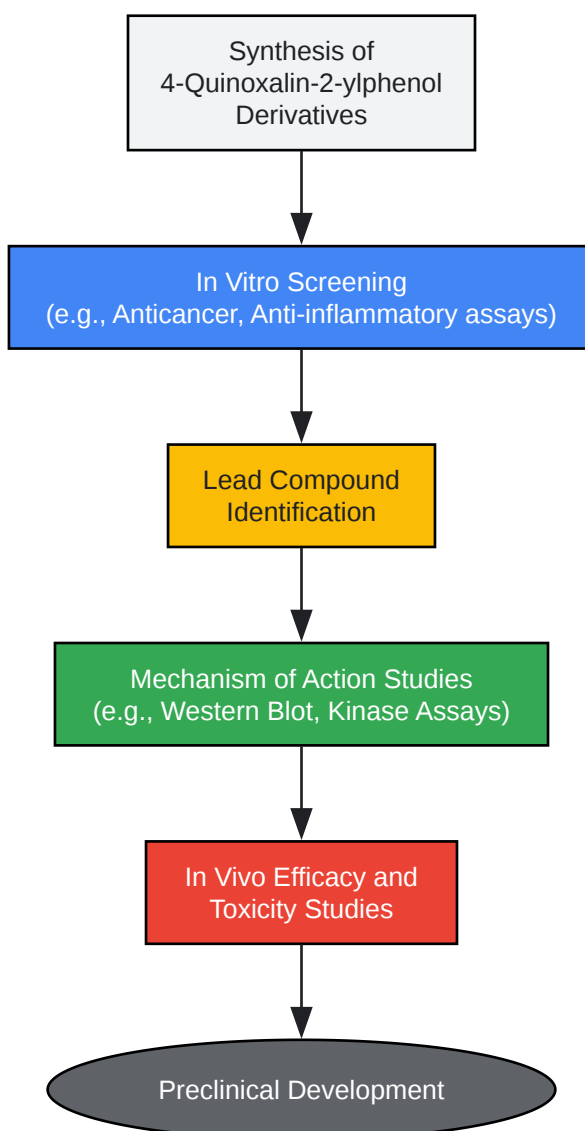 Synthesis of
4-Quinoxalin-2-ylphenol
Derivatives
In Vitro Screening
(e.g., Anticancer, Anti-inflammatory assays)
Lead Compound
Identification
Mechanism of Action Studies
(e.g., Western Blot, Kinase Assays)
In Vivo Efficacy and
Toxicity Studies
Preclinical Development